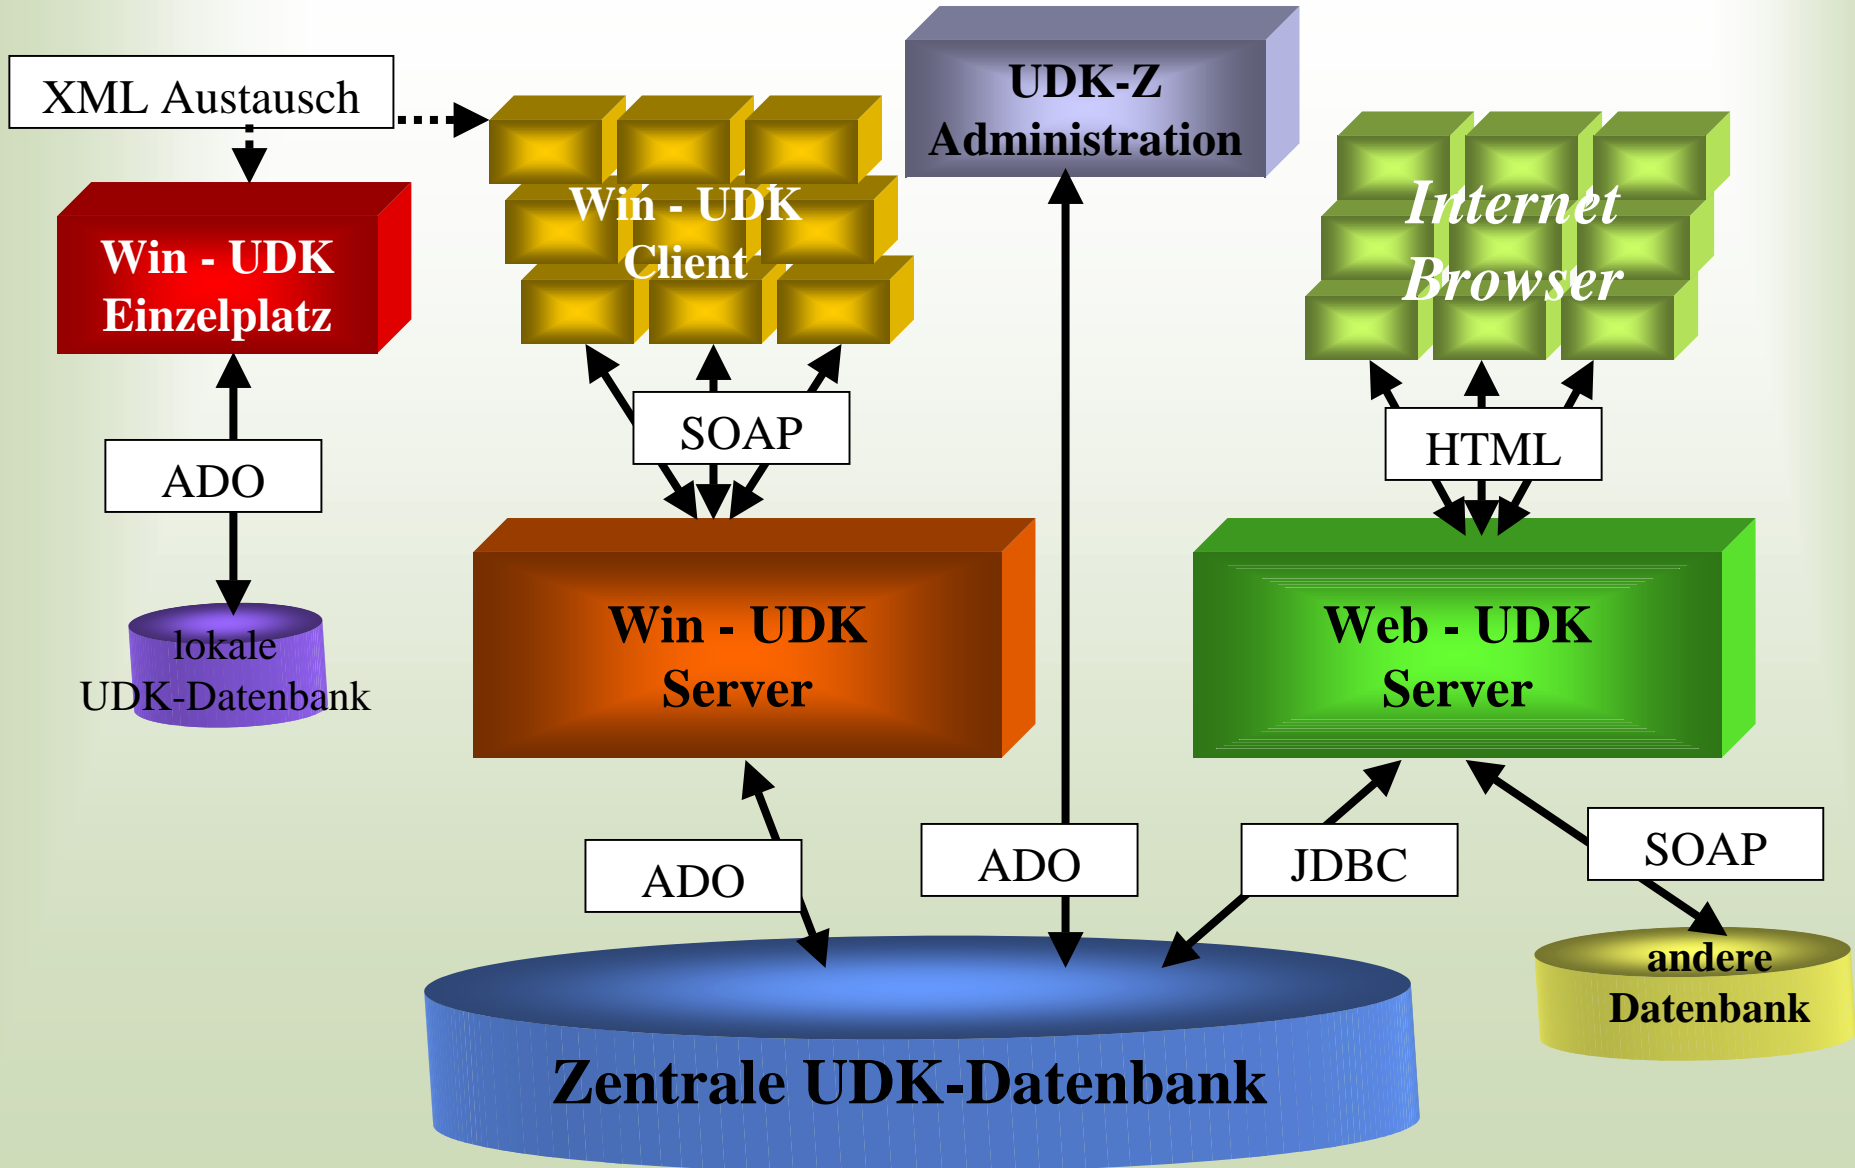 XML Austausch
UDK-Z
Administration
Win - UDK
Einzelplatz
Win - UDK
Client
Internet
Browser
ADO
SOAP
HTML
lokale
UDK-Datenbank
Win - UDK
Server
Web - UDK
Server
ADO
ADO
JDBC
SOAP
andere
Datenbank
Zentrale UDK-Datenbank